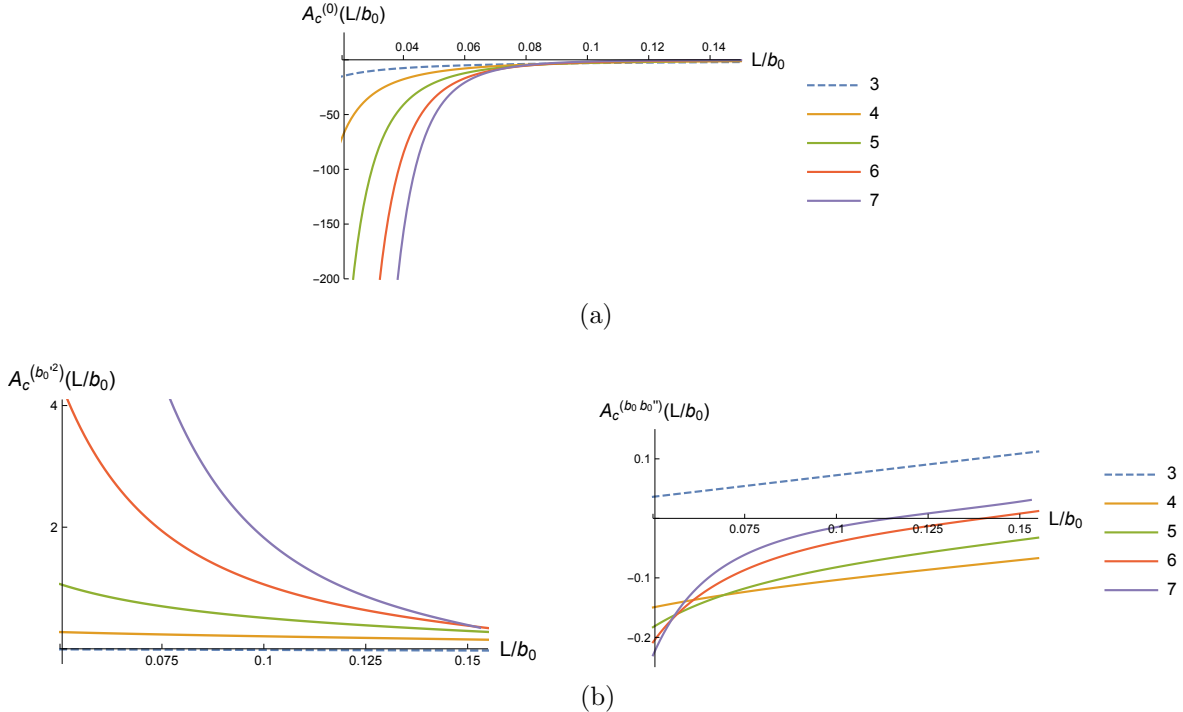 A_c^(0)(L/b_0)
0.04 0.06 0.08 0.1 0.12 0.14
L/b_0
−50
−100
−150
−200
3
4
5
6
7
(a)
A_c^(b_0'^2)(L/b_0)
4
2
0.075 0.1 0.125 0.15
L/b_0
A_c^(b_0 b_0'')(L/b_0)
0.1
−0.1
−0.2
0.075 0.1 0.125 0.15
L/b_0
3
4
5
6
7
(b)